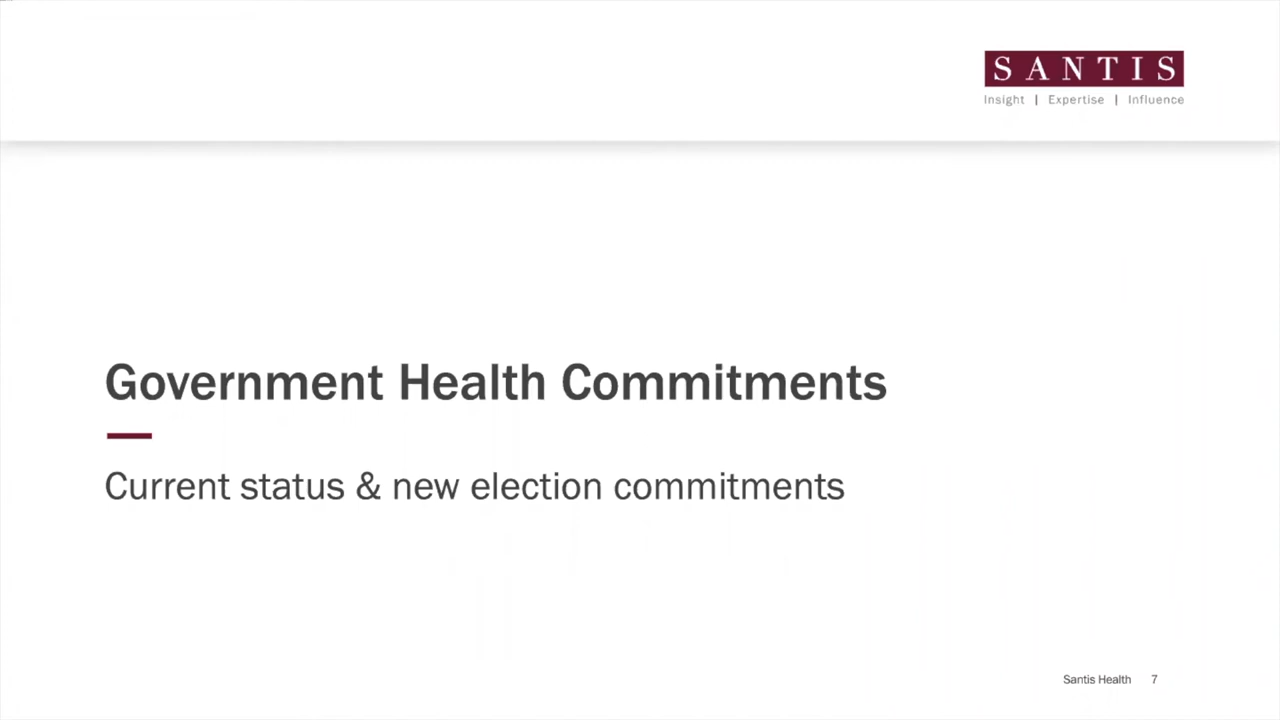 SANTIS
Insight | Expertise | Influence
Government Health Commitments
Current status & new election commitments
Santis Health 7